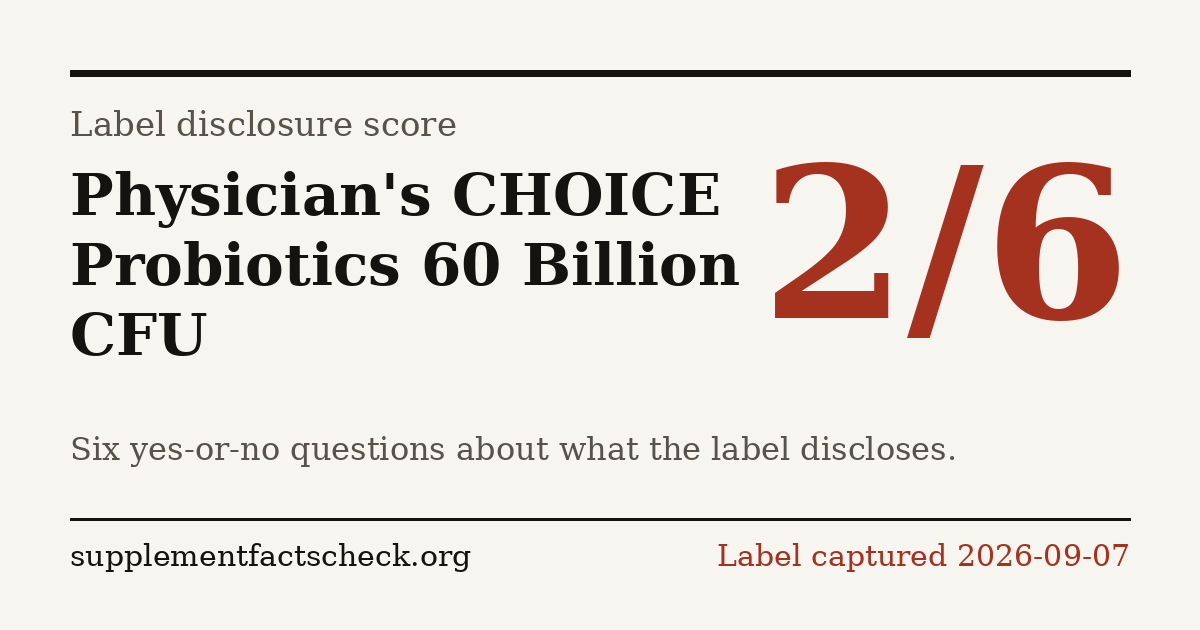 Label disclosure score
Physician's CHOICE
Probiotics 60 Billion
CFU
2/6
Six yes-or-no questions about what the label discloses.
supplementfactscheck.org
Label captured 2026-09-07